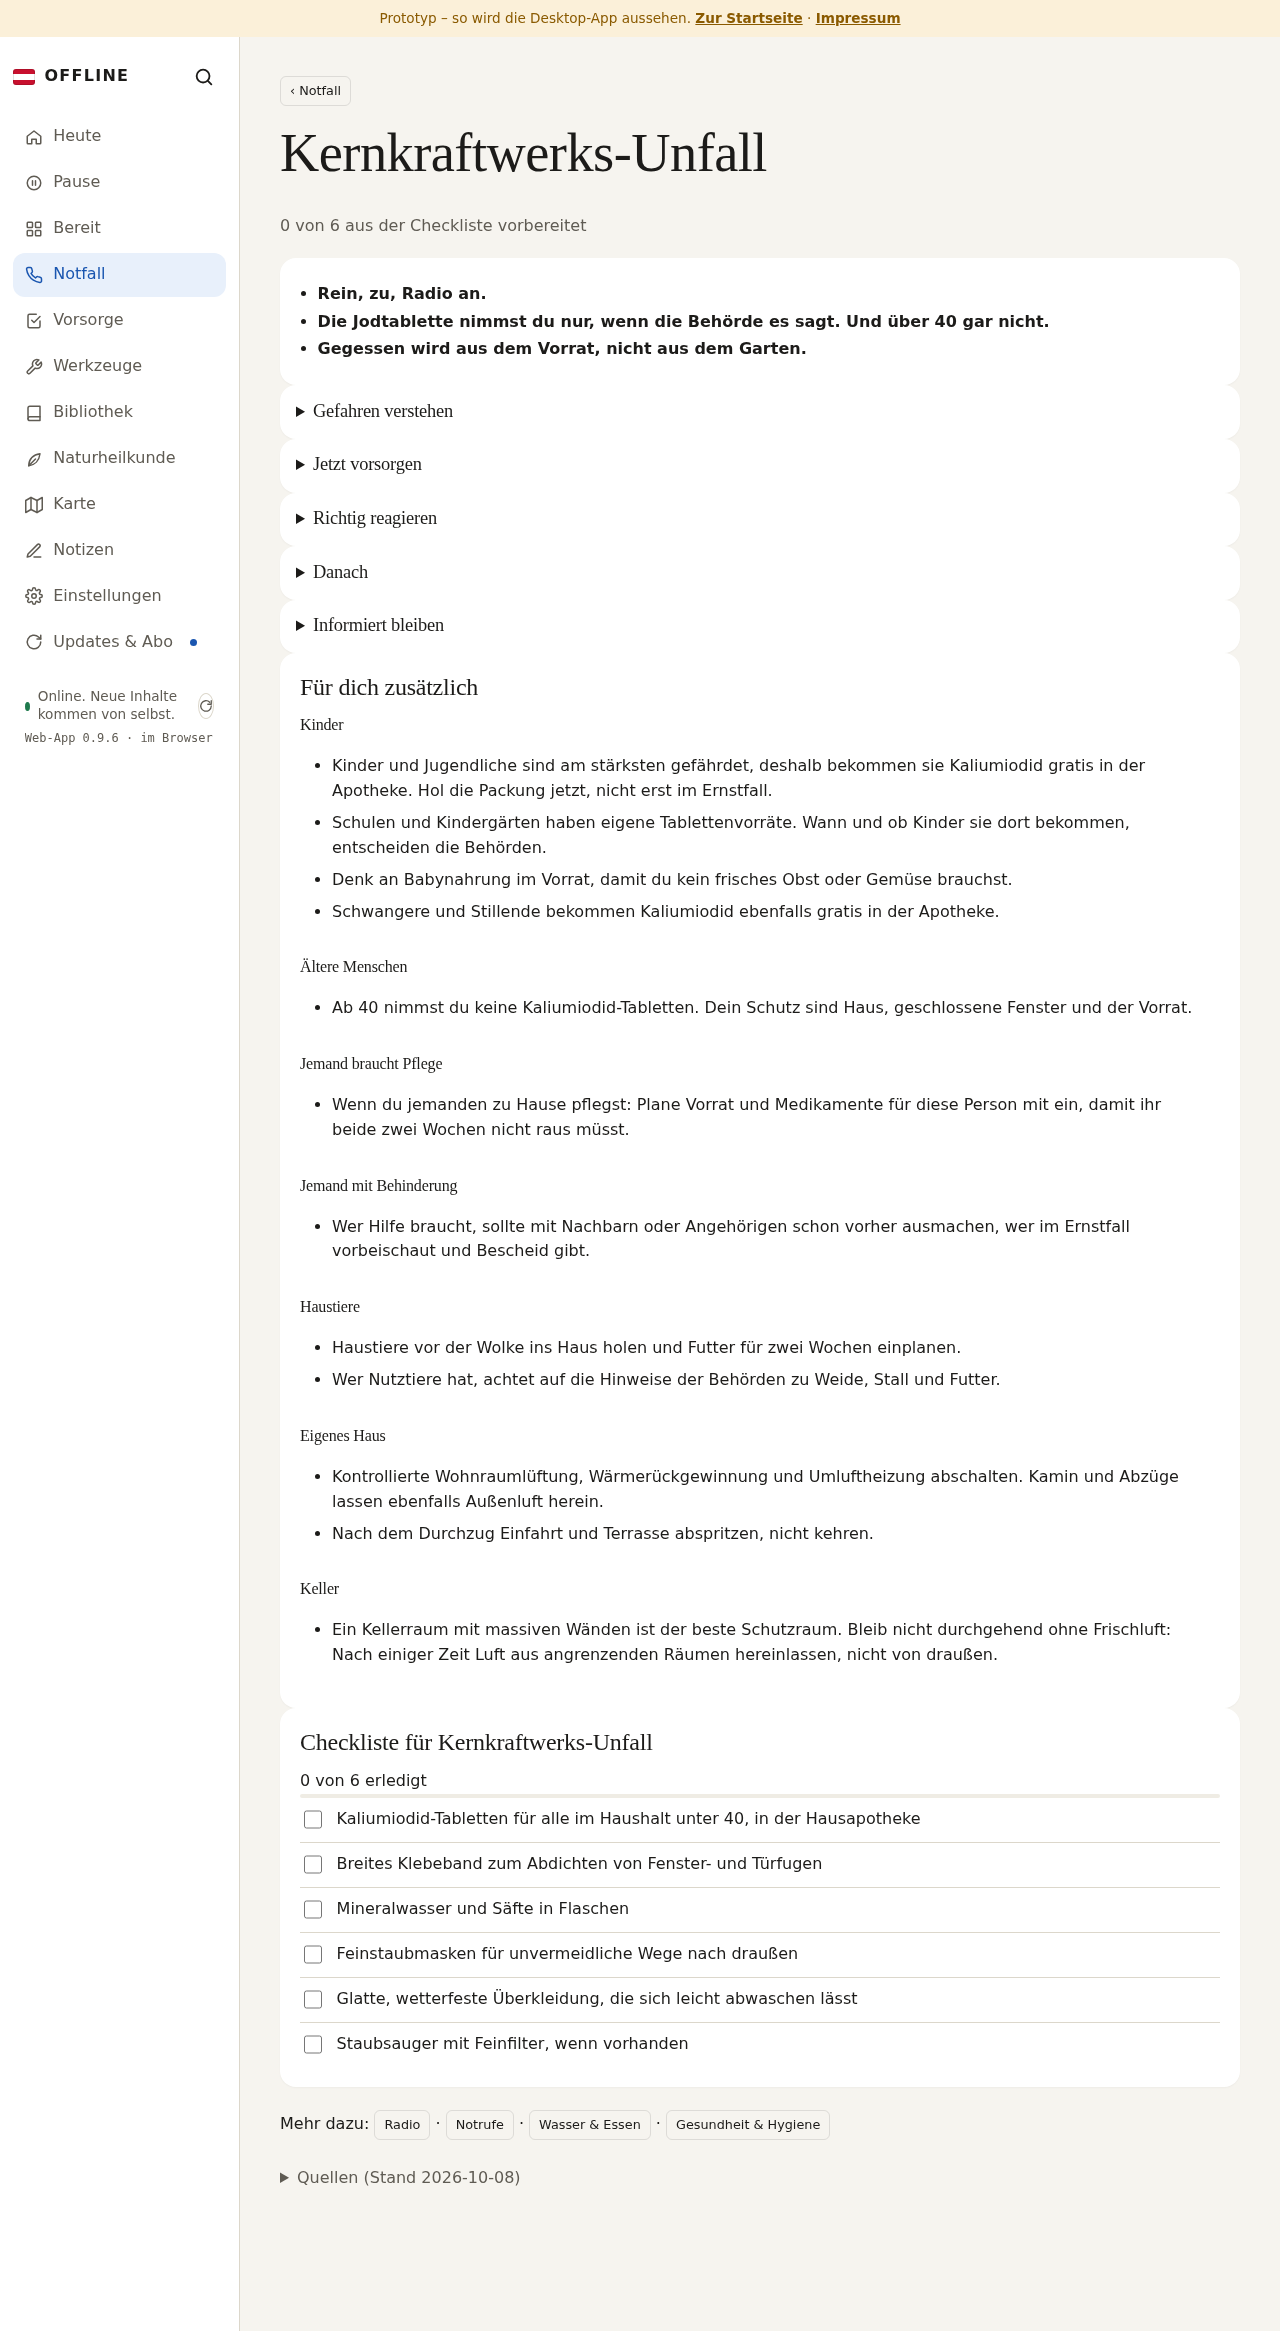 Prototyp – so wird die Desktop-App aussehen. Zur Startseite · Impressum
OFFLINE
Heute
Pause
Bereit
Notfall
Vorsorge
Werkzeuge
Bibliothek
Naturheilkunde
Karte
Notizen
Einstellungen
Updates & Abo
Online. Neue Inhalte
kommen von selbst.
Web-App 0.9.6 · im Browser
‹ Notfall
Kernkraftwerks-Unfall
0 von 6 aus der Checkliste vorbereitet
• Rein, zu, Radio an.
• Die Jodtablette nimmst du nur, wenn die Behörde es sagt. Und über 40 gar nicht.
• Gegessen wird aus dem Vorrat, nicht aus dem Garten.
Gefahren verstehen
Jetzt vorsorgen
Richtig reagieren
Danach
Informiert bleiben
Für dich zusätzlich
Kinder
• Kinder und Jugendliche sind am stärksten gefährdet, deshalb bekommen sie Kaliumiodid gratis in der
Apotheke. Hol die Packung jetzt, nicht erst im Ernstfall.
• Schulen und Kindergärten haben eigene Tablettenvorräte. Wann und ob Kinder sie dort bekommen,
entscheiden die Behörden.
• Denk an Babynahrung im Vorrat, damit du kein frisches Obst oder Gemüse brauchst.
• Schwangere und Stillende bekommen Kaliumiodid ebenfalls gratis in der Apotheke.
Ältere Menschen
• Ab 40 nimmst du keine Kaliumiodid-Tabletten. Dein Schutz sind Haus, geschlossene Fenster und der Vorrat.
Jemand braucht Pflege
• Wenn du jemanden zu Hause pflegst: Plane Vorrat und Medikamente für diese Person mit ein, damit ihr
beide zwei Wochen nicht raus müsst.
Jemand mit Behinderung
• Wer Hilfe braucht, sollte mit Nachbarn oder Angehörigen schon vorher ausmachen, wer im Ernstfall
vorbeischaut und Bescheid gibt.
Haustiere
• Haustiere vor der Wolke ins Haus holen und Futter für zwei Wochen einplanen.
• Wer Nutztiere hat, achtet auf die Hinweise der Behörden zu Weide, Stall und Futter.
Eigenes Haus
• Kontrollierte Wohnraumlüftung, Wärmerückgewinnung und Umluftheizung abschalten. Kamin und Abzüge
lassen ebenfalls Außenluft herein.
• Nach dem Durchzug Einfahrt und Terrasse abspritzen, nicht kehren.
Keller
• Ein Kellerraum mit massiven Wänden ist der beste Schutzraum. Bleib nicht durchgehend ohne Frischluft:
Nach einiger Zeit Luft aus angrenzenden Räumen hereinlassen, nicht von draußen.
Checkliste für Kernkraftwerks-Unfall
0 von 6 erledigt
Kaliumiodid-Tabletten für alle im Haushalt unter 40, in der Hausapotheke
Breites Klebeband zum Abdichten von Fenster- und Türfugen
Mineralwasser und Säfte in Flaschen
Feinstaubmasken für unvermeidliche Wege nach draußen
Glatte, wetterfeste Überkleidung, die sich leicht abwaschen lässt
Staubsauger mit Feinfilter, wenn vorhanden
Mehr dazu: Radio · Notrufe · Wasser & Essen · Gesundheit & Hygiene
Quellen (Stand 2026-10-08)